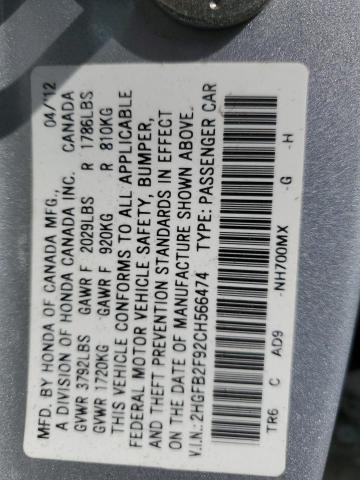 MFD. BY HONDA OF CANADA MFG., 04/'12
A DIVISION OF HONDA CANADA INC. CANADA
GVWR 3792LBS GAWR F 2029LBS R 1786LBS
GVWR 1720KG GAWR F 920KG R 810KG
THIS VEHICLE CONFORMS TO ALL APPLICABLE
FEDERAL MOTOR VEHICLE SAFETY, BUMPER,
AND THEFT PREVENTION STANDARDS IN EFFECT
ON THE DATE OF MANUFACTURE SHOWN ABOVE.
V.I.N.: 2HGFB2F92CH566474 TYPE: PASSENGER CAR
TR6 C AD9 -NH700MX -G -H